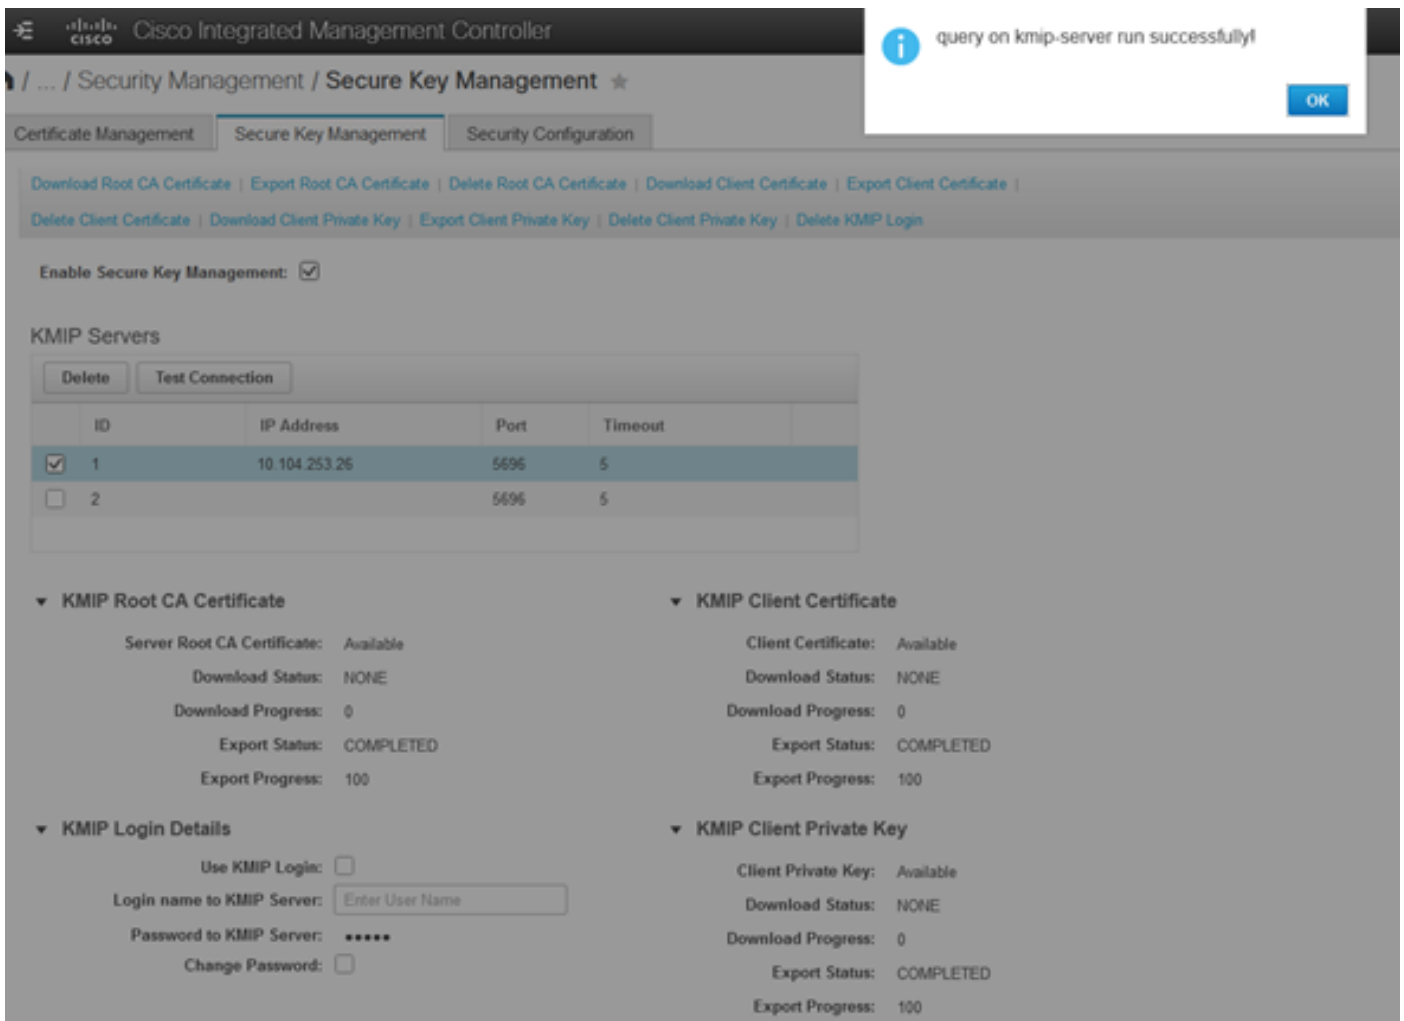 cisco Cisco Integrated Management Controller
query on kmip-server run successfully!
OK
/ ... / Security Management / Secure Key Management
Certificate Management Secure Key Management Security Configuration
Download Root CA Certificate | Export Root CA Certificate | Delete Root CA Certificate | Download Client Certificate | Export Client Certificate |
Delete Client Certificate | Download Client Private Key | Export Client Private Key | Delete Client Private Key | Delete KMIP Login
Enable Secure Key Management:
KMIP Servers
Delete Test Connection
ID IP Address Port Timeout
1 10.104.253.26 5696 5
2 5696 5
KMIP Root CA Certificate
Server Root CA Certificate: Available
Download Status: NONE
Download Progress: 0
Export Status: COMPLETED
Export Progress: 100
KMIP Client Certificate
Client Certificate: Available
Download Status: NONE
Download Progress: 0
Export Status: COMPLETED
Export Progress: 100
KMIP Login Details
Use KMIP Login:
Login name to KMIP Server: Enter User Name
Password to KMIP Server: •••••
Change Password:
KMIP Client Private Key
Client Private Key: Available
Download Status: NONE
Download Progress: 0
Export Status: COMPLETED
Export Progress: 100